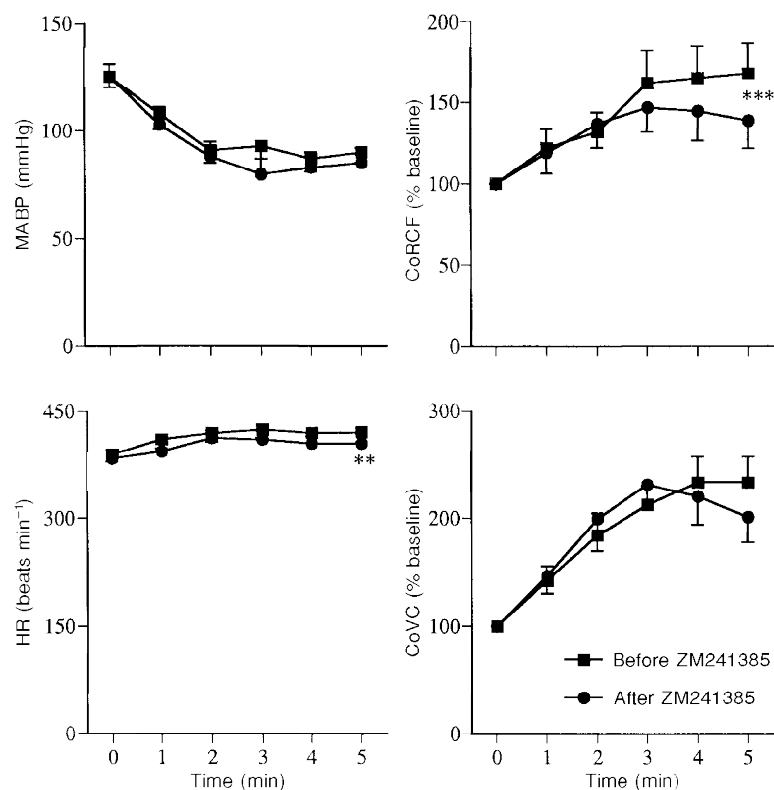 MABP (mmHg)
150
100
50
0
CoRCF (% baseline)
200
150
100
50
0
***
HR (beats min⁻¹)
450
300
150
0
**
0 1 2 3 4 5
Time (min)
CoVC (% baseline)
300
200
100
0
Before ZM241385
After ZM241385
0 1 2 3 4 5
Time (min)